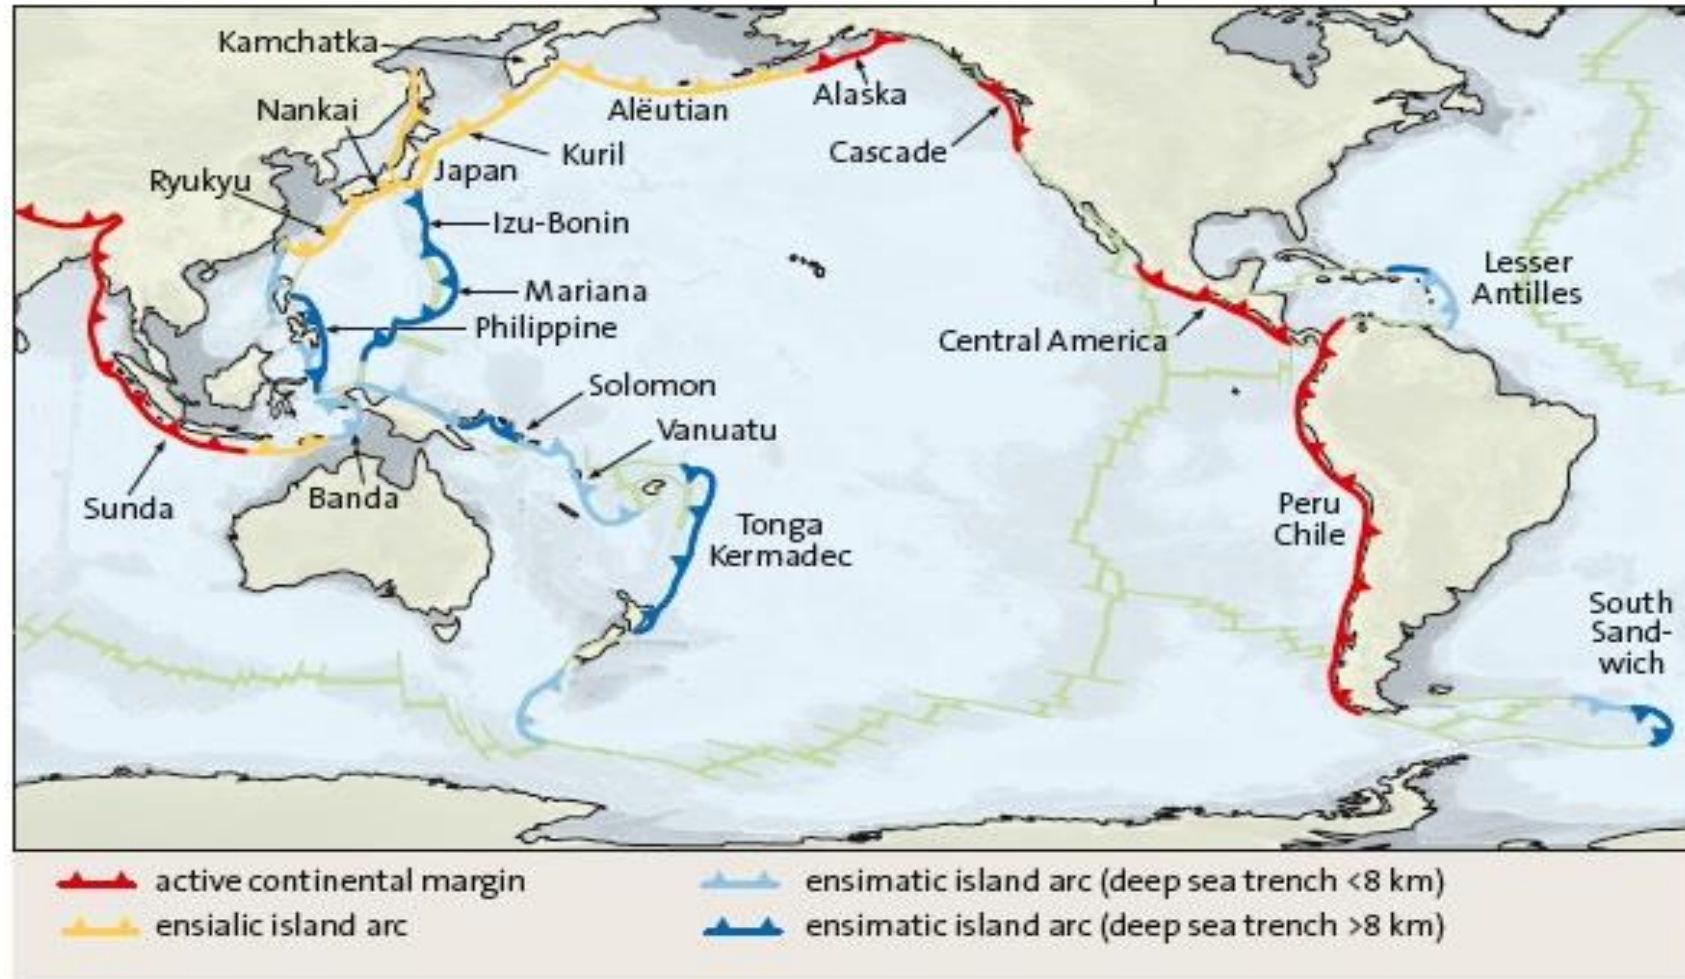 Kamchatka
Nankai
Alëutian
Alaska
Cascade
Kuril
Japan
Ryukyu
Izu-Bonin
Mariana
Philippine
Lesser
Antilles
Central America
Solomon
Vanuatu
Sunda
Banda
Tonga
Kermadec
Peru
Chile
South
Sand-
wich
active continental margin
ensialic island arc
ensimatic island arc (deep sea trench <8 km)
ensimatic island arc (deep sea trench >8 km)